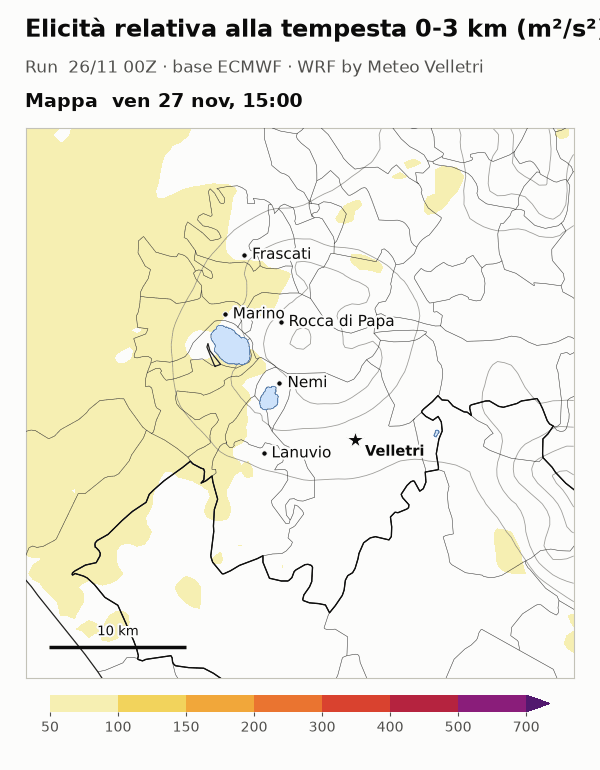 Elicità relativa alla tempesta 0-3 km (m²/s²)
Run 26/11 00Z · base ECMWF · WRF by Meteo Velletri
Mappa ven 27 nov, 15:00
Frascati
Marino
Rocca di Papa
Nemi
Lanuvio
Velletri
10 km
50 100 150 200 300 400 500 700